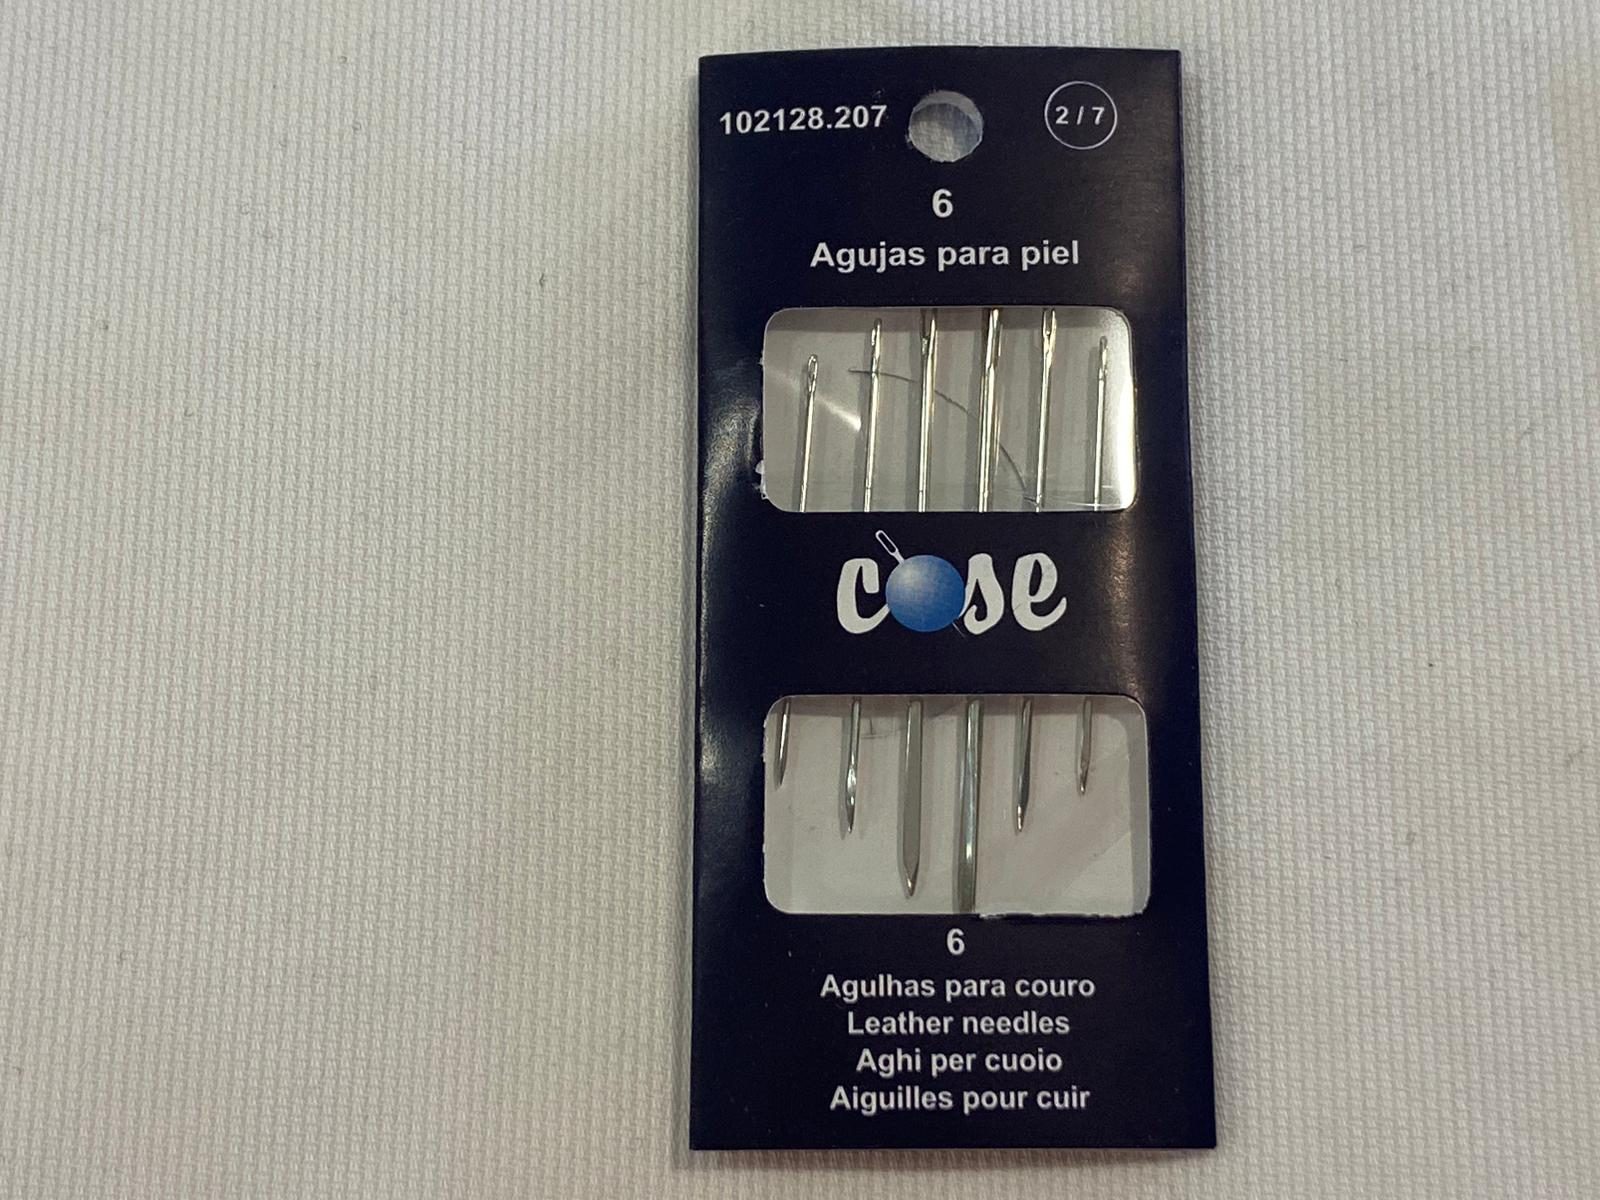 102128.207
2 / 7
6
Agujas para piel
cose
6
Agulhas para couro
Leather needles
Aghi per cuoio
Aiguilles pour cuir